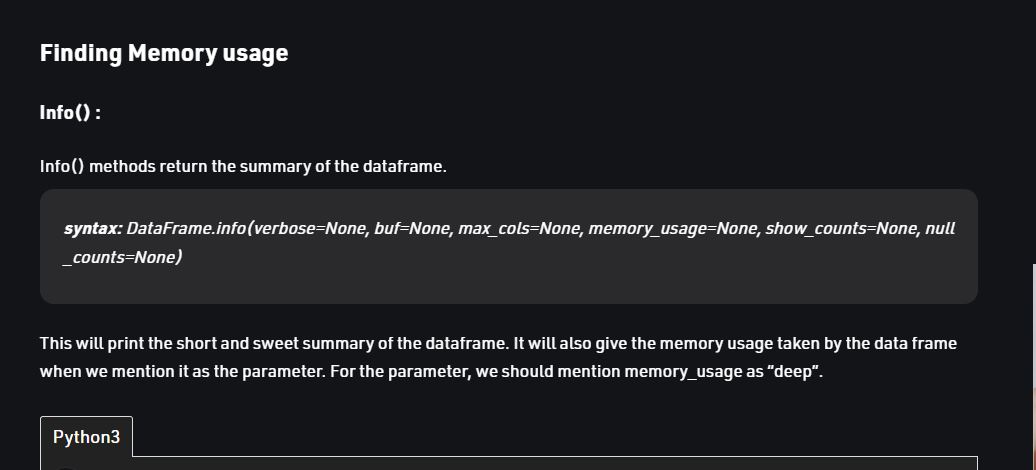 Finding Memory usage
Info() :
Info() methods return the summary of the dataframe.
syntax: DataFrame.info(verbose=None, buf=None, max_cols=None, memory_usage=None, show_counts=None, null
_counts=None)
This will print the short and sweet summary of the dataframe. It will also give the memory usage taken by the data frame
when we mention it as the parameter. For the parameter, we should mention memory_usage as “deep”.
Python3